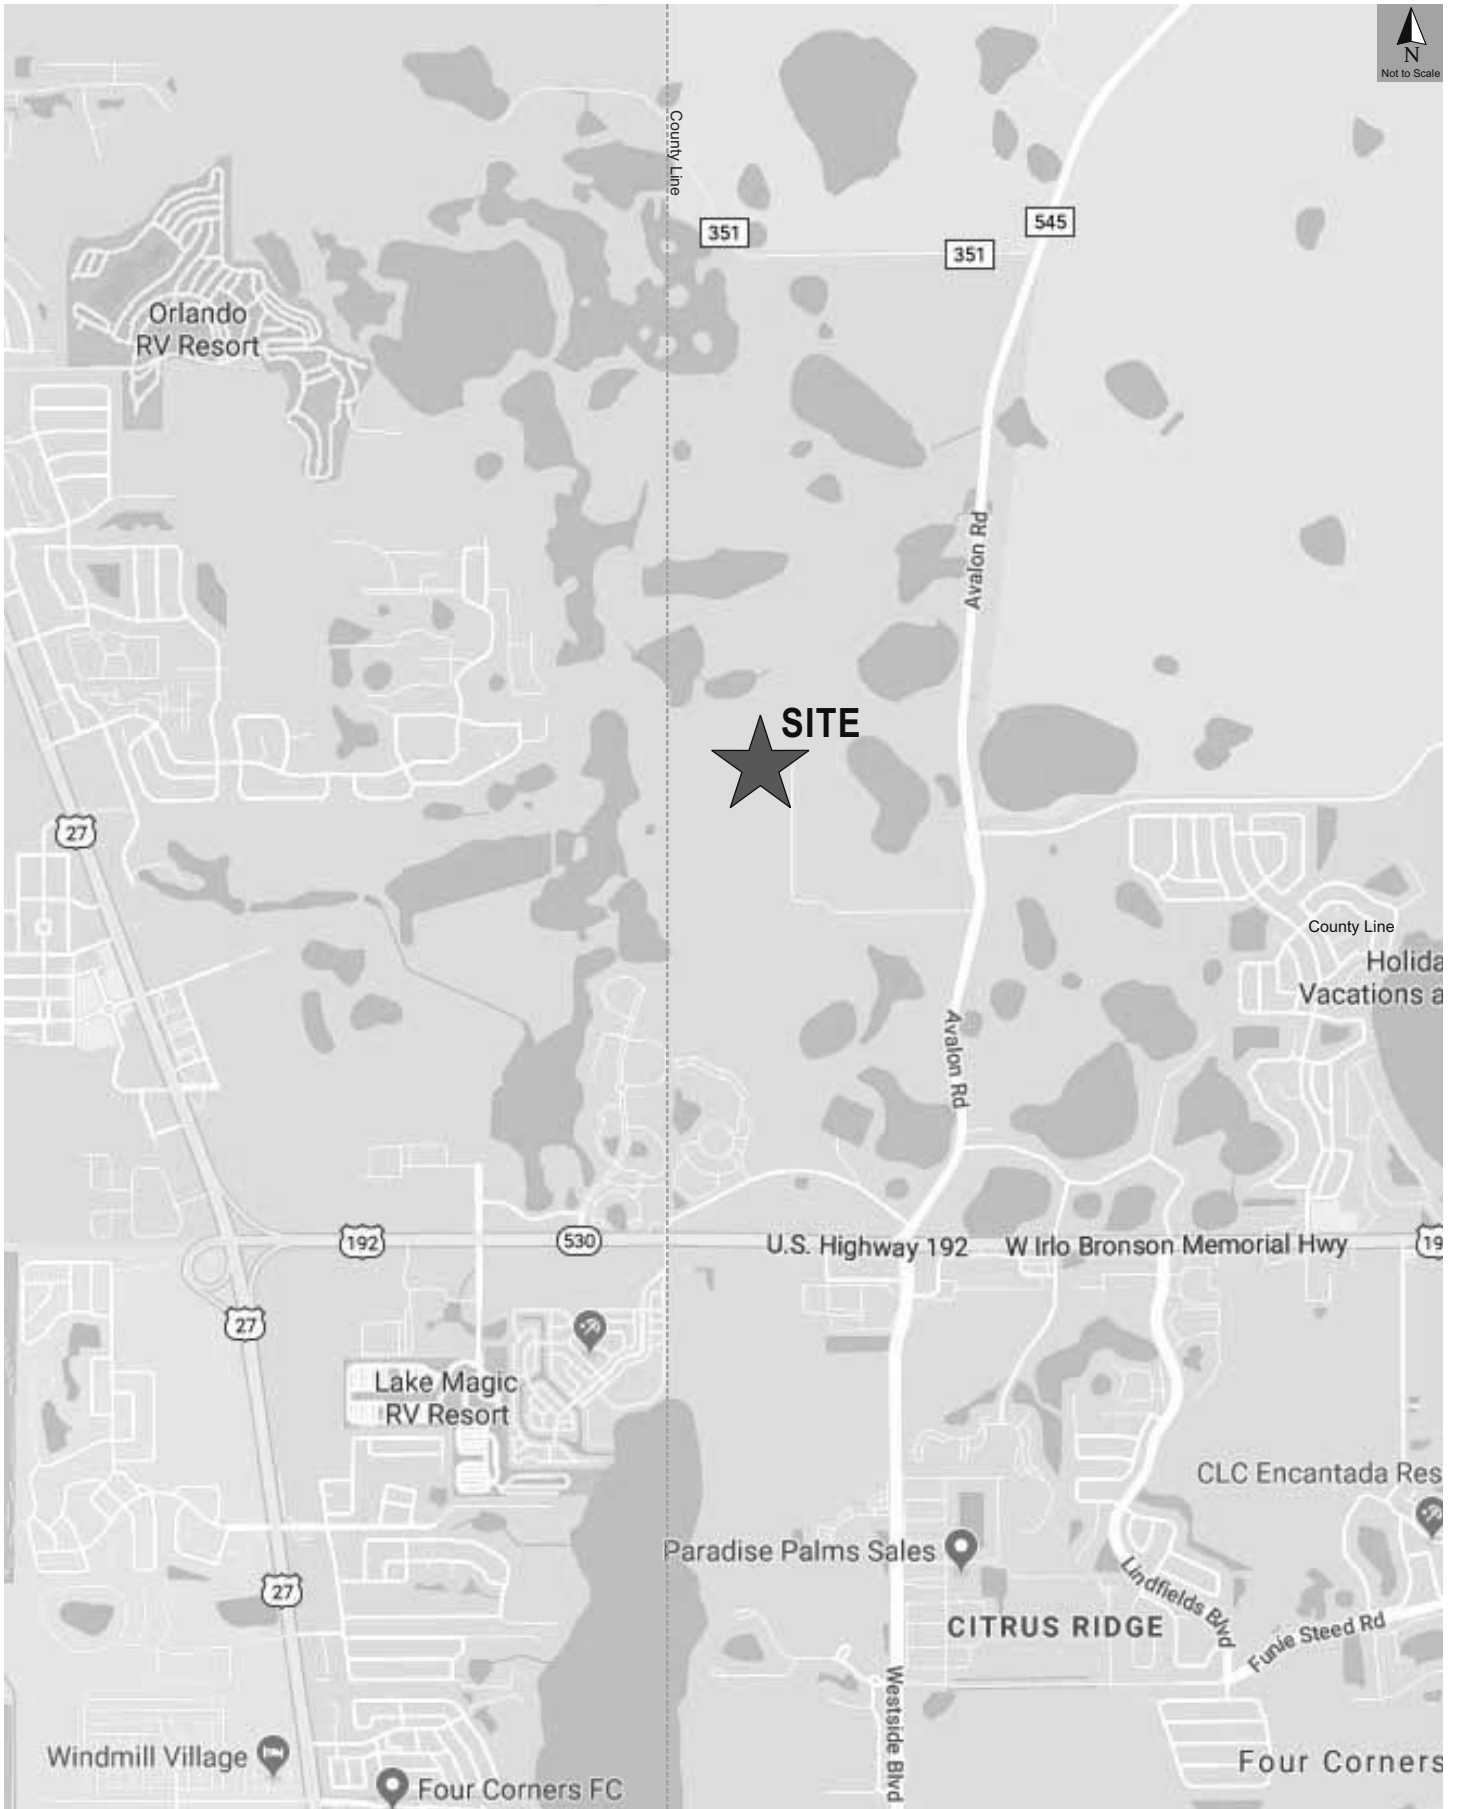 N
Not to Scale
County Line
545
351
351
Orlando
RV Resort
Avalon Rd
SITE
27
County Line
Holida
Vacations a
Avalon Rd
192
530
U.S. Highway 192
W Irlo Bronson Memorial Hwy
19
27
Lake Magic
RV Resort
CLC Encantada Res
Paradise Palms Sales
27
Lindfields Blvd
CITRUS RIDGE
Funie Steed Rd
Westside Blvd
Windmill Village
Four Corners
Four Corners FC